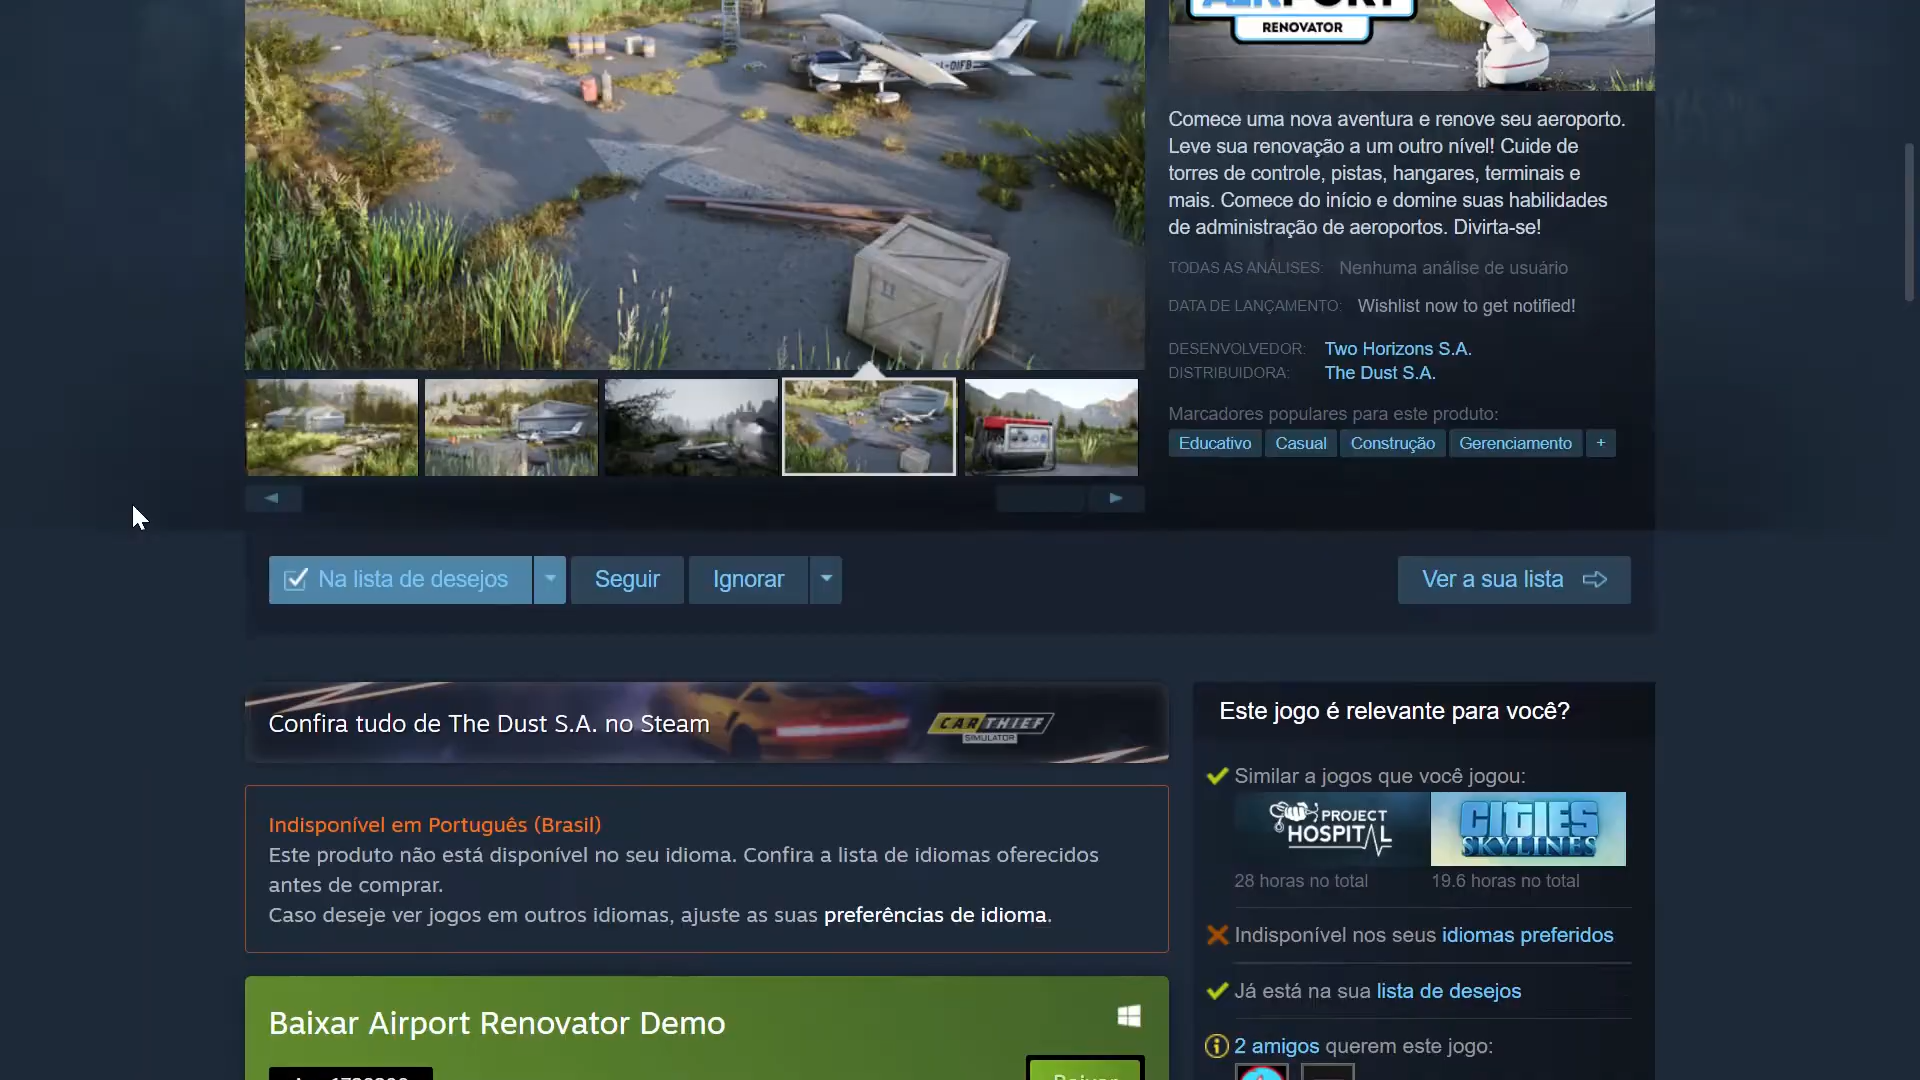 RENOVATOR
Comece uma nova aventura e renove seu aeroporto.
Leve sua renovação a um outro nível! Cuide de
torres de controle, pistas, hangares, terminais e
mais. Comece do início e domine suas habilidades
de administração de aeroportos. Divirta-se!
TODAS AS ANÁLISES: Nenhuma análise de usuário
DATA DE LANÇAMENTO: Wishlist now to get notified!
DESENVOLVEDOR: Two Horizons S.A.
DISTRIBUIDORA: The Dust S.A.
Marcadores populares para este produto:
Educativo Casual Construção Gerenciamento +
Na lista de desejos Seguir Ignorar Ver a sua lista
Confira tudo de The Dust S.A. no Steam
CAR THIEF
SIMULATOR
Indisponível em Português (Brasil)
Este produto não está disponível no seu idioma. Confira a lista de idiomas oferecidos
antes de comprar.
Caso deseje ver jogos em outros idiomas, ajuste as suas preferências de idioma.
Baixar Airport Renovator Demo
Este jogo é relevante para você?
Similar a jogos que você jogou:
PROJECT
HOSPITAL
CITIES
SKYLINES
28 horas no total 19.6 horas no total
Indisponível nos seus idiomas preferidos
Já está na sua lista de desejos
2 amigos querem este jogo: